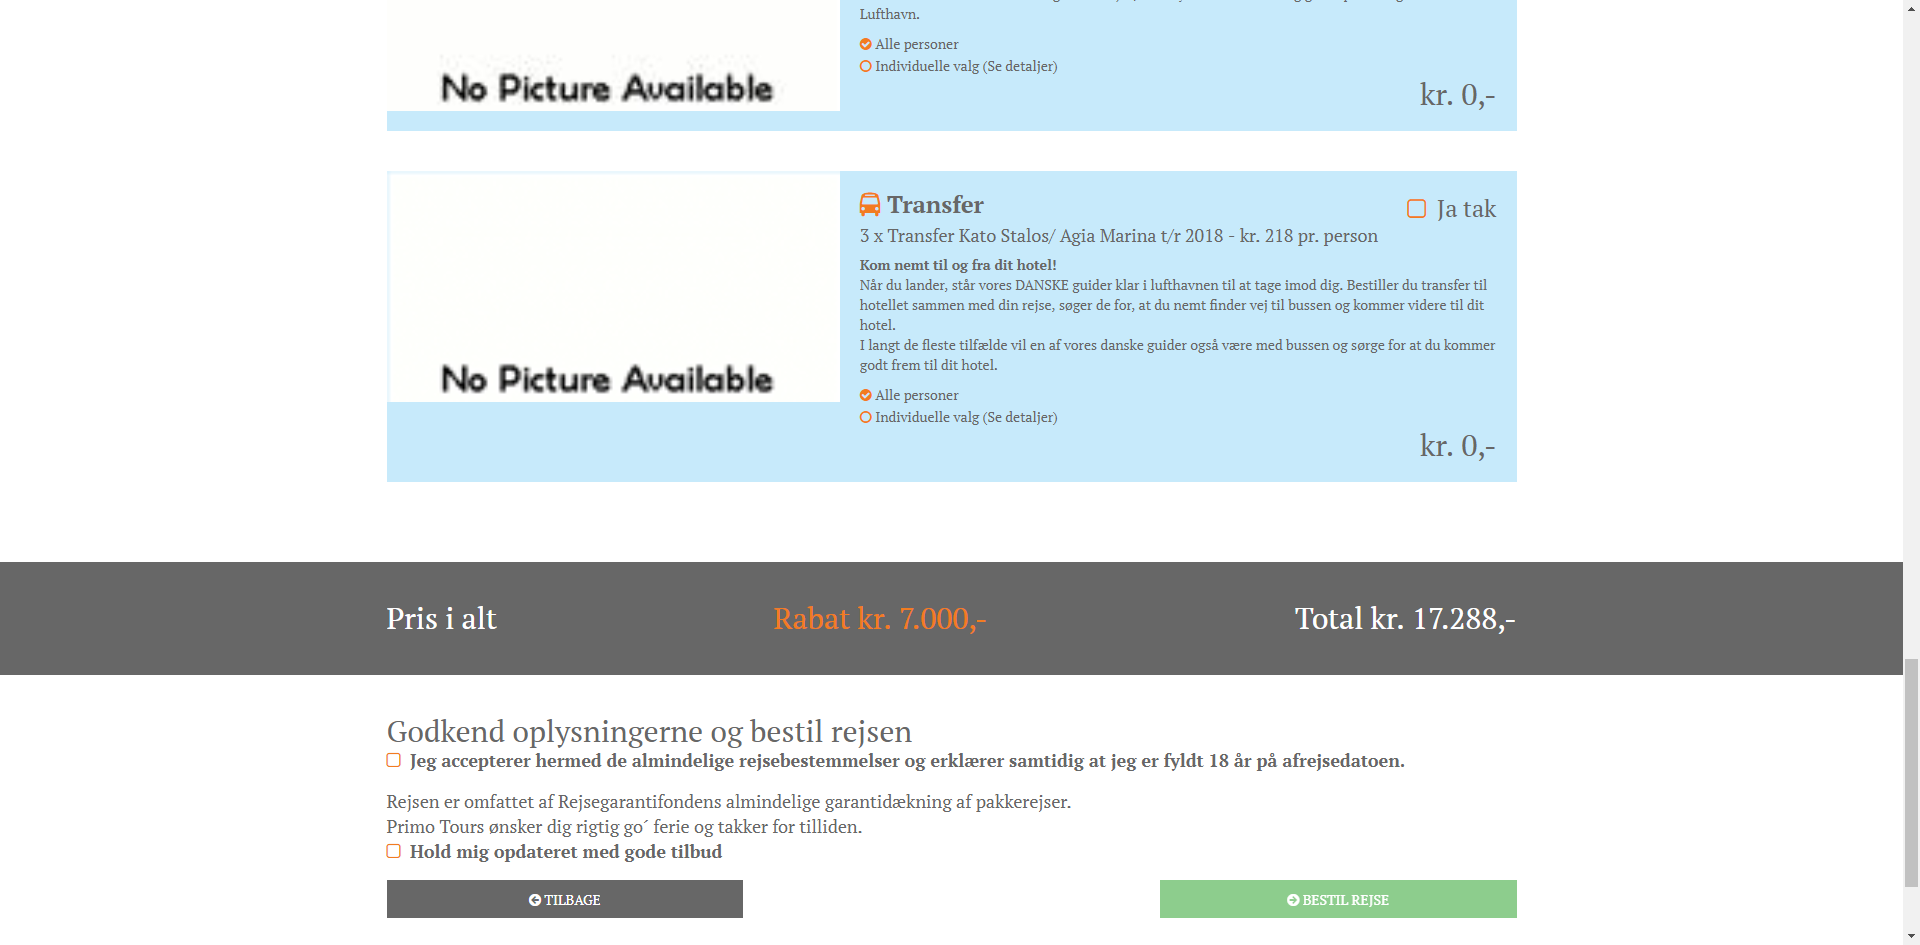 Lufthavn.
Alle personer
Individuelle valg (Se detaljer)
No Picture Available
kr. 0,-
Transfer
Ja tak
3 x Transfer Kato Stalos/ Agia Marina t/r 2018 - kr. 218 pr. person
Kom nemt til og fra dit hotel!
Når du lander, står vores DANSKE guider klar i lufthavnen til at tage imod dig. Bestiller du transfer til
hotellet sammen med din rejse, søger de for, at du nemt finder vej til bussen og kommer videre til dit
hotel.
I langt de fleste tilfælde vil en af vores danske guider også være med bussen og sørge for at du kommer
godt frem til dit hotel.
No Picture Available
Alle personer
Individuelle valg (Se detaljer)
kr. 0,-
Pris i alt
Rabat kr. 7.000,-
Total kr. 17.288,-
Godkend oplysningerne og bestil rejsen
Jeg accepterer hermed de almindelige rejsebestemmelser og erklærer samtidig at jeg er fyldt 18 år på afrejsedatoen.
Rejsen er omfattet af Rejsegarantifondens almindelige garantidækning af pakkerejser.
Primo Tours ønsker dig rigtig go´ ferie og takker for tilliden.
Hold mig opdateret med gode tilbud
TILBAGE
BESTIL REJSE